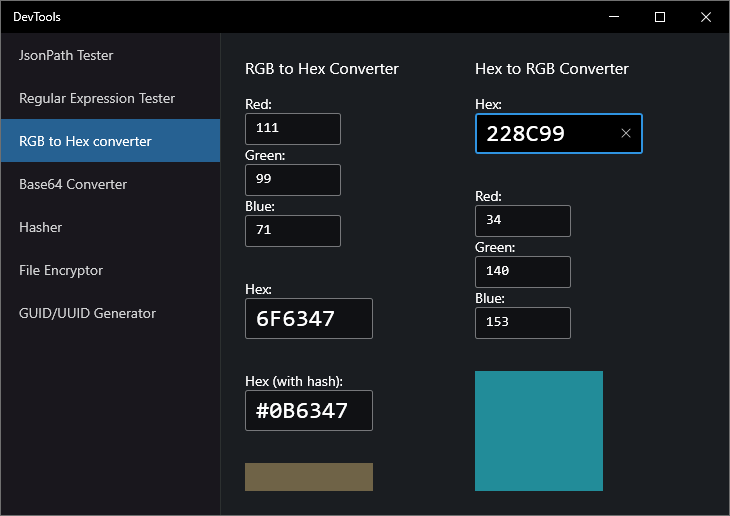 DevTools
JsonPath Tester
Regular Expression Tester
RGB to Hex converter
Base64 Converter
Hasher
File Encryptor
GUID/UUID Generator
RGB to Hex Converter
Red:
111
Green:
99
Blue:
71
Hex:
6F6347
Hex (with hash):
#0B6347
Hex to RGB Converter
Hex:
228C99
Red:
34
Green:
140
Blue:
153